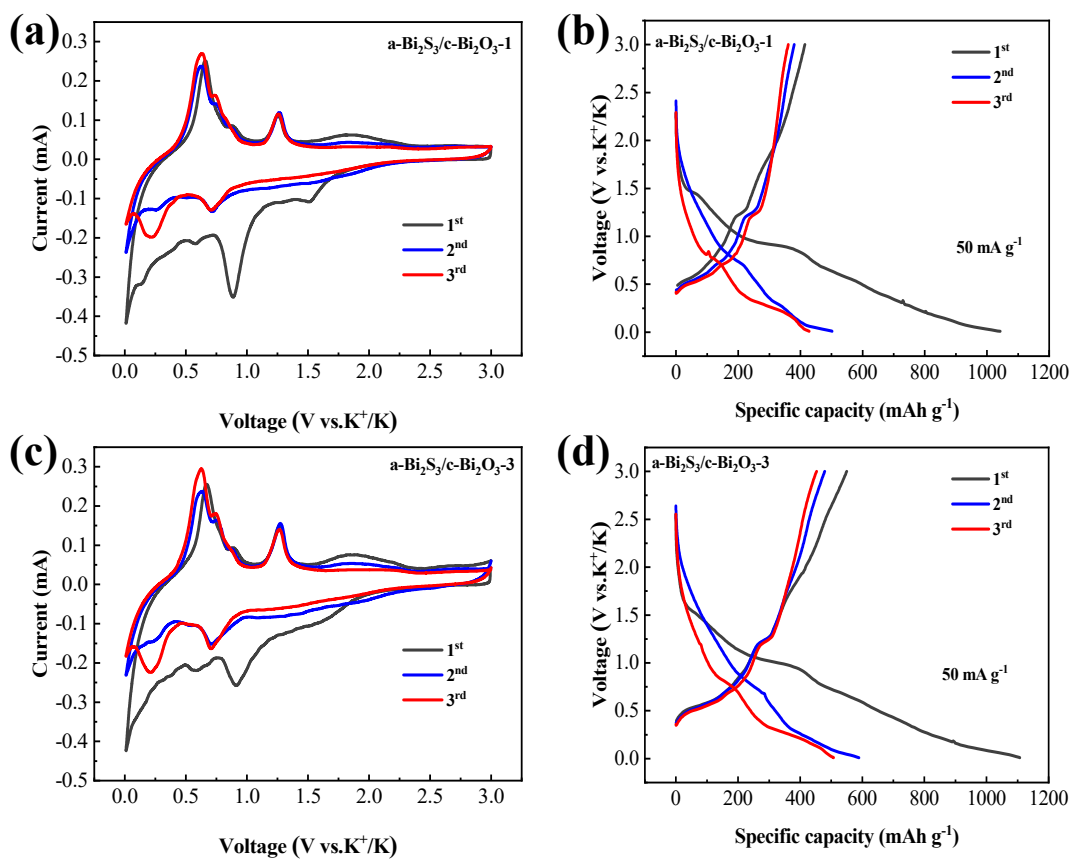 (a)
a-Bi₂S₃/c-Bi₂O₃-1
0.3
0.2
0.1
0.0
-0.1
-0.2
-0.3
-0.4
-0.5
Current (mA)
1st
2nd
3rd
0.0 0.5 1.0 1.5 2.0 2.5 3.0
Voltage (V vs.K⁺/K)
(b)
a-Bi₂S₃/c-Bi₂O₃-1
1st
2nd
3rd
3.0
2.5
2.0
1.5
1.0
0.5
0.0
Voltage (V vs.K⁺/K)
50 mA g⁻¹
0 200 400 600 800 1000 1200
Specific capacity (mAh g⁻¹)
(c)
a-Bi₂S₃/c-Bi₂O₃-3
0.3
0.2
0.1
0.0
-0.1
-0.2
-0.3
-0.4
-0.5
Current (mA)
1st
2nd
3rd
0.0 0.5 1.0 1.5 2.0 2.5 3.0
Voltage (V vs.K⁺/K)
(d)
a-Bi₂S₃/c-Bi₂O₃-3
1st
2nd
3rd
3.0
2.5
2.0
1.5
1.0
0.5
0.0
Voltage (V vs.K⁺/K)
50 mA g⁻¹
0 200 400 600 800 1000 1200
Specific capacity (mAh g⁻¹)